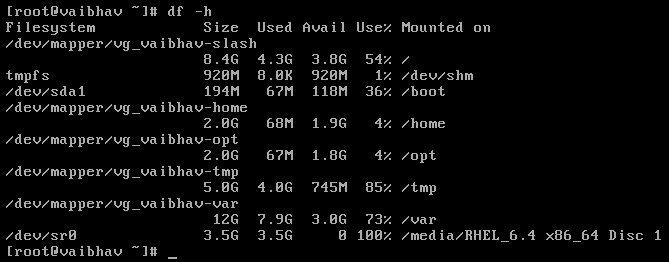 [root@vaibhav ~]# df -h
Filesystem            Size  Used Avail Use% Mounted on
/dev/mapper/vg_vaibhav-slash
                      8.4G  4.3G  3.8G  54% /
tmpfs                 920M  8.0K  920M   1% /dev/shm
/dev/sda1             194M   67M  118M  36% /boot
/dev/mapper/vg_vaibhav-home
                      2.0G   68M  1.9G   4% /home
/dev/mapper/vg_vaibhav-opt
                      2.0G   67M  1.8G   4% /opt
/dev/mapper/vg_vaibhav-tmp
                      5.0G  4.0G  745M  85% /tmp
/dev/mapper/vg_vaibhav-var
                       12G  7.9G  3.0G  73% /var
/dev/sr0              3.5G  3.5G     0 100% /media/RHEL_6.4 x86_64 Disc 1
[root@vaibhav ~]# _